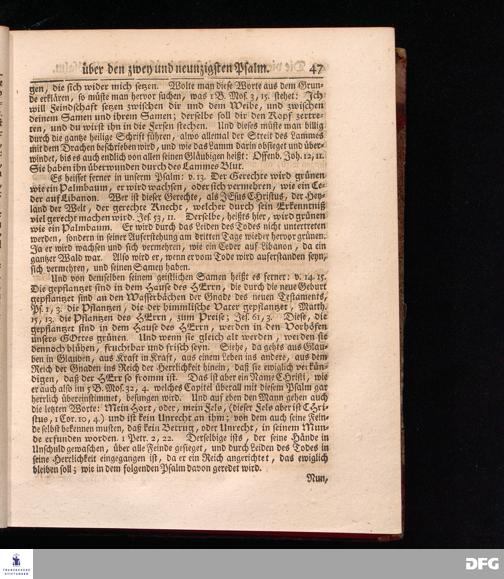 über den zwey und neunzigsten Psalm. 47
gen, die sich wider mich setzen. Wolte man diese Worte aus dem Grun-
de erklären, so müste man hervor suchen, was 1 B. Mos. 3, 15. stehet: Ich
will Feindschaft setzen zwischen dir und dem Weibe, und zwischen
deinem Samen und ihrem Samen; derselbe soll dir den Kopf zertre-
ten, und du wirst ihn in die Fersen stechen. Und dieses müste man billig
durch die gantze heilige Schrift führen, alwo allemal der Streit des Lammes
mit dem Drachen beschrieben wird, und wie das Lamm darin obsieget und über-
windet, bis es auch endlich von allen seinen Gläubigen heißt: Offenb. Joh. 12, 11.
Sie haben ihn überwunden durch des Lammes Blut.
Es heisset ferner in unserm Psalm: v. 13. Der Gerechte wird grünen
wie ein Palmbaum, er wird wachsen, oder sich vermehren, wie ein Ce-
der auf Libanon. Wer ist dieser Gerechte, als JEsus Christus, der Hey-
land der Welt, der gerechte Knecht, welcher durch sein Erkenntniß
viel gerecht machen wird. Jes. 53, 11. Derselbe, heißts hier, wird grünen
wie ein Palmbaum. Er wird durch das Leiden des Todes nicht untertreten
werden, sondern in seiner Auferstehung am dritten Tage wieder hervor grünen.
Ja er wird wachsen und sich vermehren, wie ein Ceder auf Libanon, da ein
gantzer Wald war. Also wird er, wenn er vom Tode wird auferstanden seyn,
sich vermehren, und seinen Samen haben.
Und von demselben seinem geistlichen Samen heißt es ferner: v. 14. 15.
Die gepflantzet sind in dem Hause des HErrn, die durch die neue Geburt
gepflantzet sind an den Wasserbächen der Gnade des neuen Testaments,
Ps. 1, 3. die Pflantzen, die der himmlische Vater gepflantzet, Matth.
15, 13. die Pflantzen des HErrn, zum Preise; Jes. 61, 3. Diese, die
gepflantzet sind in dem Hause des HErrn, werden in den Vorhöfen
unsers GOttes grünen. Und wenn sie gleich alt werden, werden sie
dennoch blühen, fruchtbar und frisch seyn. Siehe, da gehts aus Glau-
ben in Glauben, aus Kraft in Kraft, aus einem Leben ins andere, aus dem
Reich der Gnaden ins Reich der Herrlichkeit hinein, daß sie ewiglich verkün-
digen, daß der HErr so fromm ist. Das ist aber ein Name Christi, wie
er auch also im 5 B. Mos. 32, 4. welches Capitel überall mit diesem Psalm gar
herrlich übereinstimmet, besungen wird. Und auf eben den Mann gehen auch
die letzten Worte: Mein Hort, oder, mein Fels, (dieser Fels aber ist Chri-
stus, 1 Cor. 10, 4.) und ist kein Unrecht an ihm; von dem auch seine Fein-
de selbst bekennen musten, daß kein Betrug, oder Unrecht, in seinem Mun-
de erfunden worden. 1 Petr. 2, 22. Derselbige ists, der seine Hände in
Unschuld gewaschen, über alle Feinde gesieget, und durch Leiden des Todes in
seine Herrlichkeit eingegangen ist, da er ein Reich angerichtet, das ewiglich
bleiben soll; wie in dem folgenden Psalm davon geredet wird.
Nun,
FRANCKESCHE STIFTUNGEN
DFG